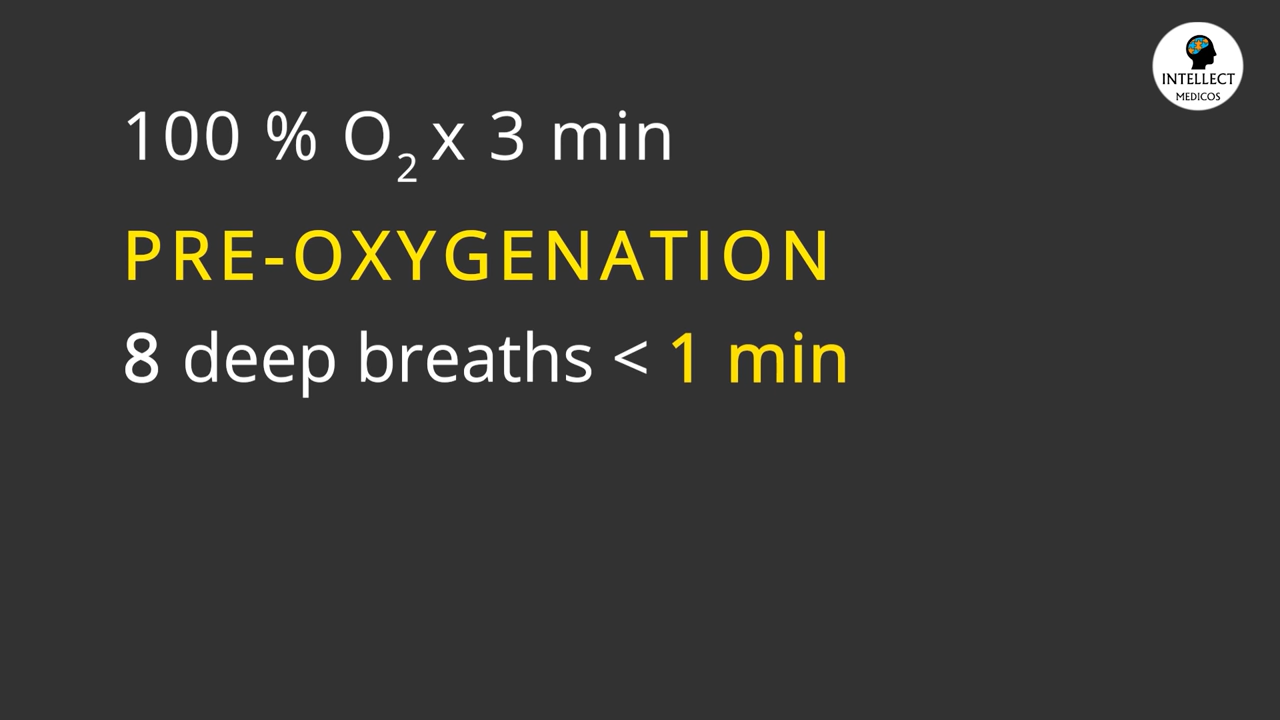 INTELLECT
MEDICOS
100 % O₂ x 3 min
PRE-OXYGENATION
8 deep breaths < 1 min